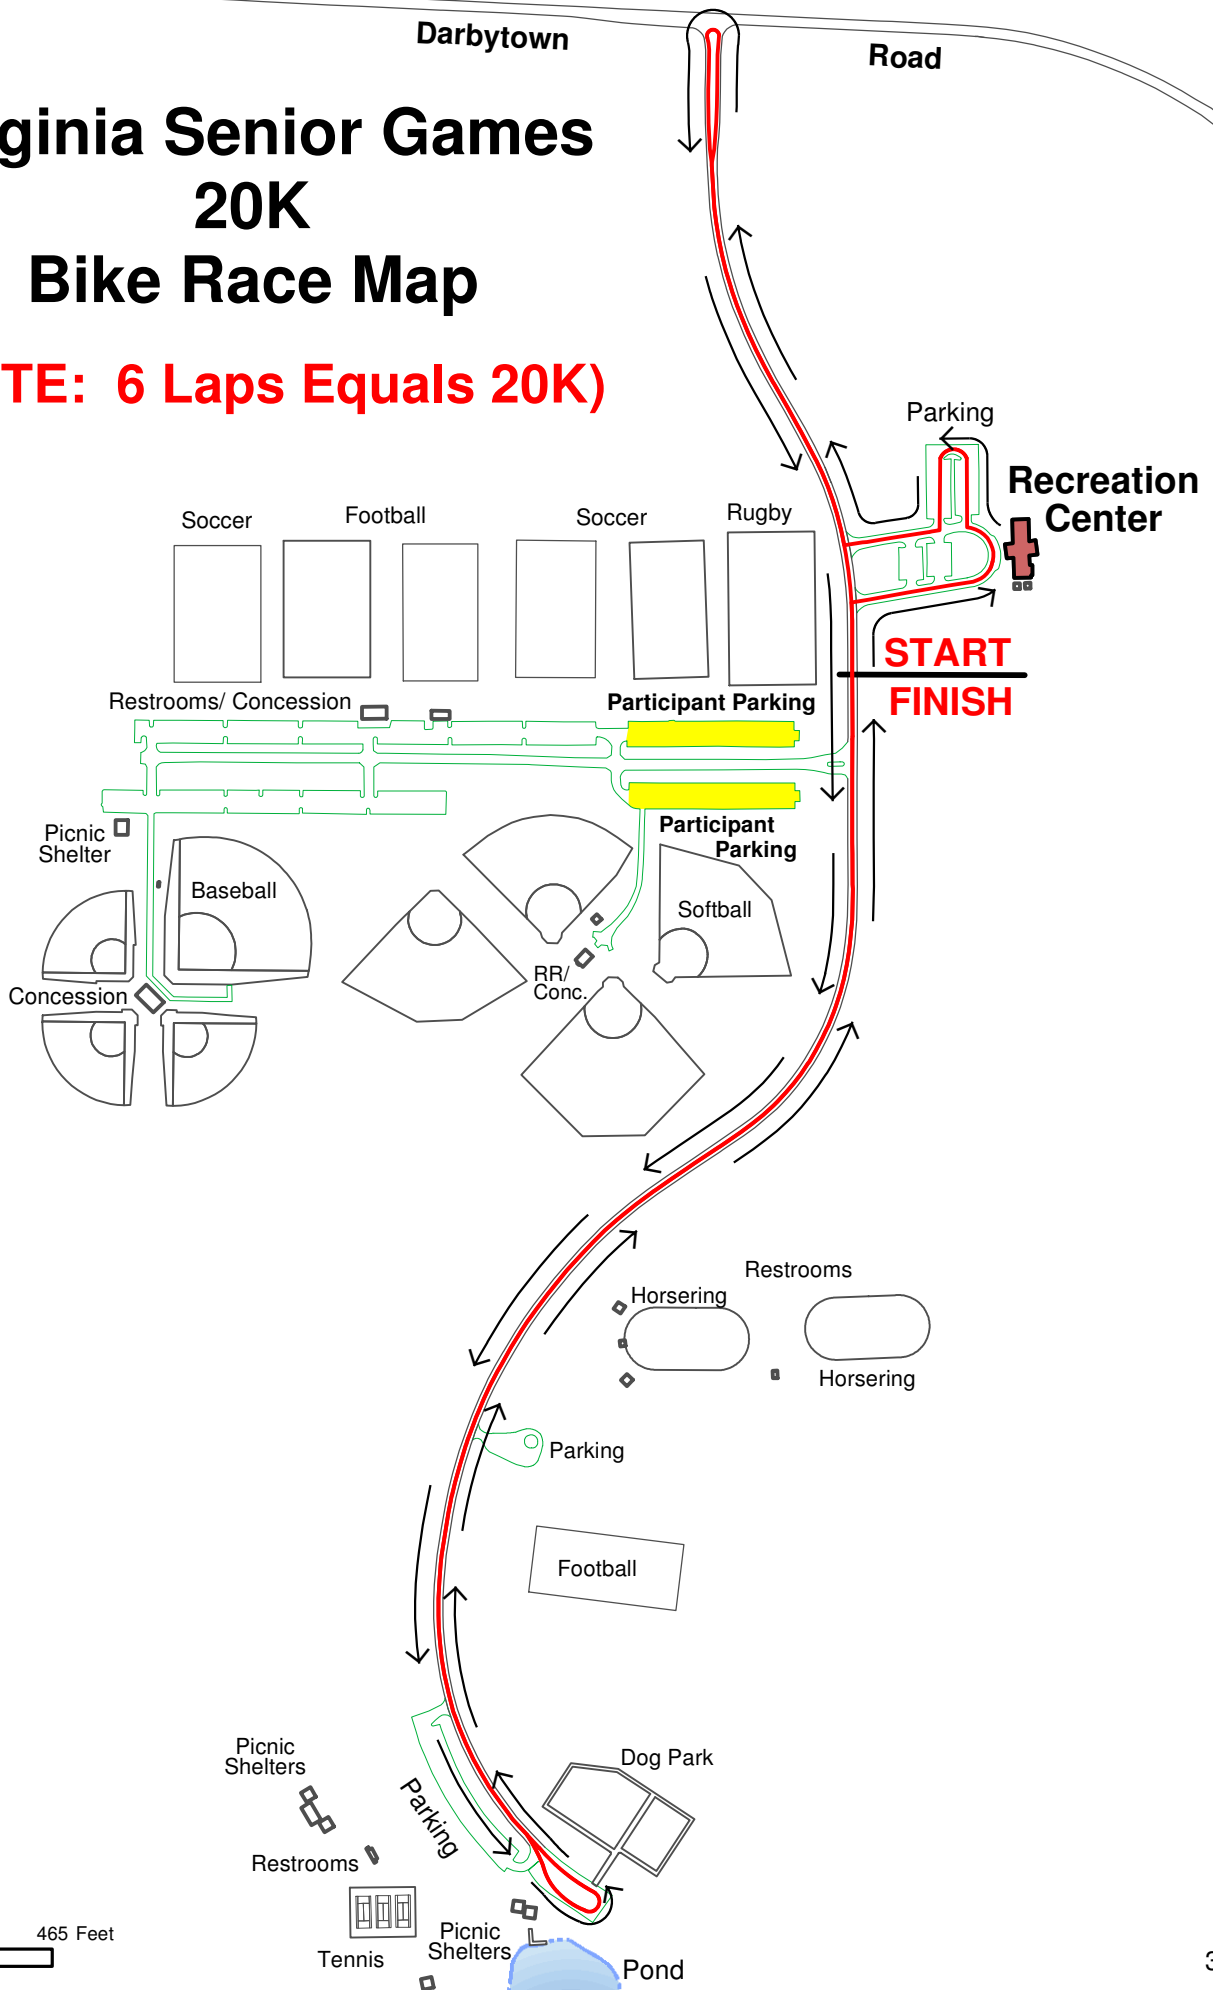 Darbytown
Road
ginia Senior Games
20K
Bike Race Map
TE: 6 Laps Equals 20K)
Parking
Recreation
Center
Soccer
Football
Soccer
Rugby
START
FINISH
Restrooms/ Concession
Participant Parking
Picnic
Shelter
Participant
Parking
Baseball
Softball
RR/
Conc.
Concession
Restrooms
Horsering
Horsering
Parking
Football
Picnic
Shelters
Dog Park
Parking
Restrooms
465 Feet
Picnic
Shelters
Tennis
Pond